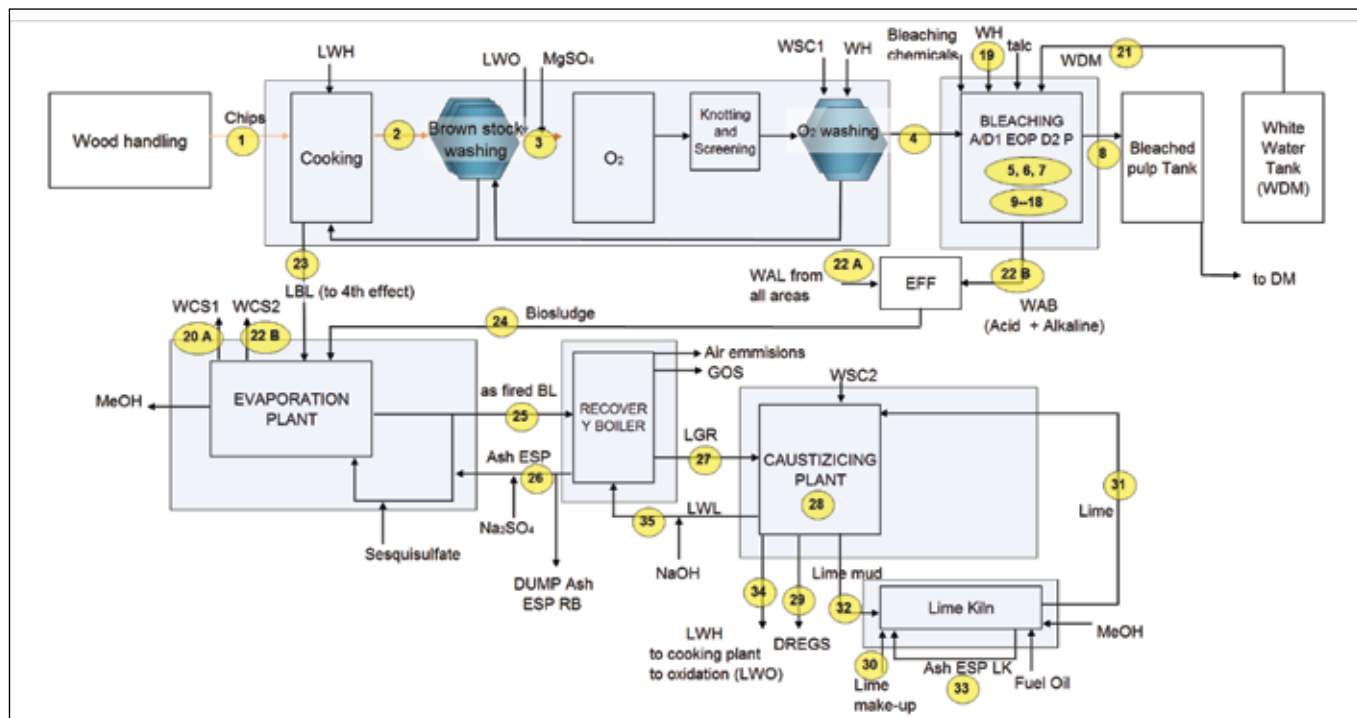 LWH
LWO
MgSO₄
WSC1
WH
Bleaching
chemicals
WH
19
talc
WDM
21
Wood handling
Chips
1
Cooking
2
Brown stock
washing
3
O₂
Knotting
and
Screening
O₂ washing
4
BLEACHING
A/D1 EOP D2 P
5, 6, 7
9--18
8
Bleached
pulp Tank
White
Water
Tank
(WDM)
23
LBL (to 4th effect)
WAL from
all areas
22 A
EFF
22 B
WAB
(Acid + Alkaline)
to DM
WCS1
WCS2
20 A
22 B
24
Biosludge
MeOH
EVAPORATION
PLANT
as fired BL
25
RECOVER
Y BOILER
Air emmisions
GOS
WSC2
LGR
27
CAUSTIZICING
PLANT
28
Ash ESP
26
Na₂SO₄
Sesquisulfate
DUMP Ash
ESP RB
35
LWL
NaOH
31
Lime
34
29
Lime mud
32
LWH
to cooking plant
to oxidation (LWO)
DREGS
Lime Kiln
MeOH
30
Lime
make-up
Ash ESP LK
33
Fuel Oil